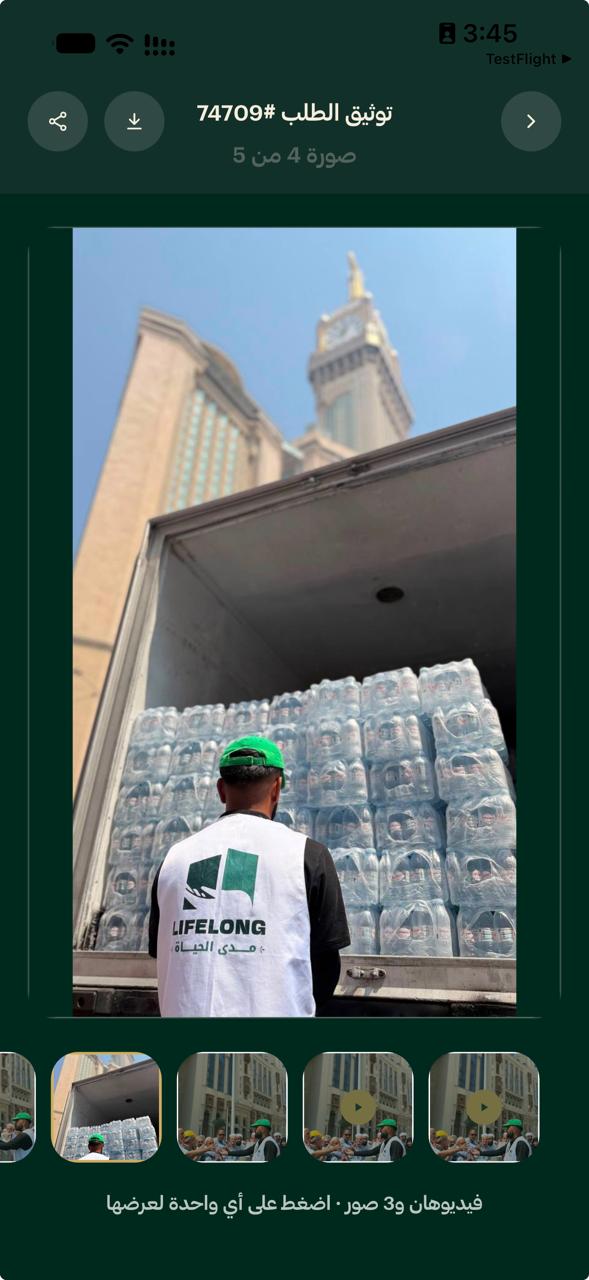 3:45
TestFlight
توثيق الطلب #74709
صورة 4 من 5
LIFELONG
مدى الحياة
فيديوهان و3 صور · اضغط على أي واحدة لعرضها